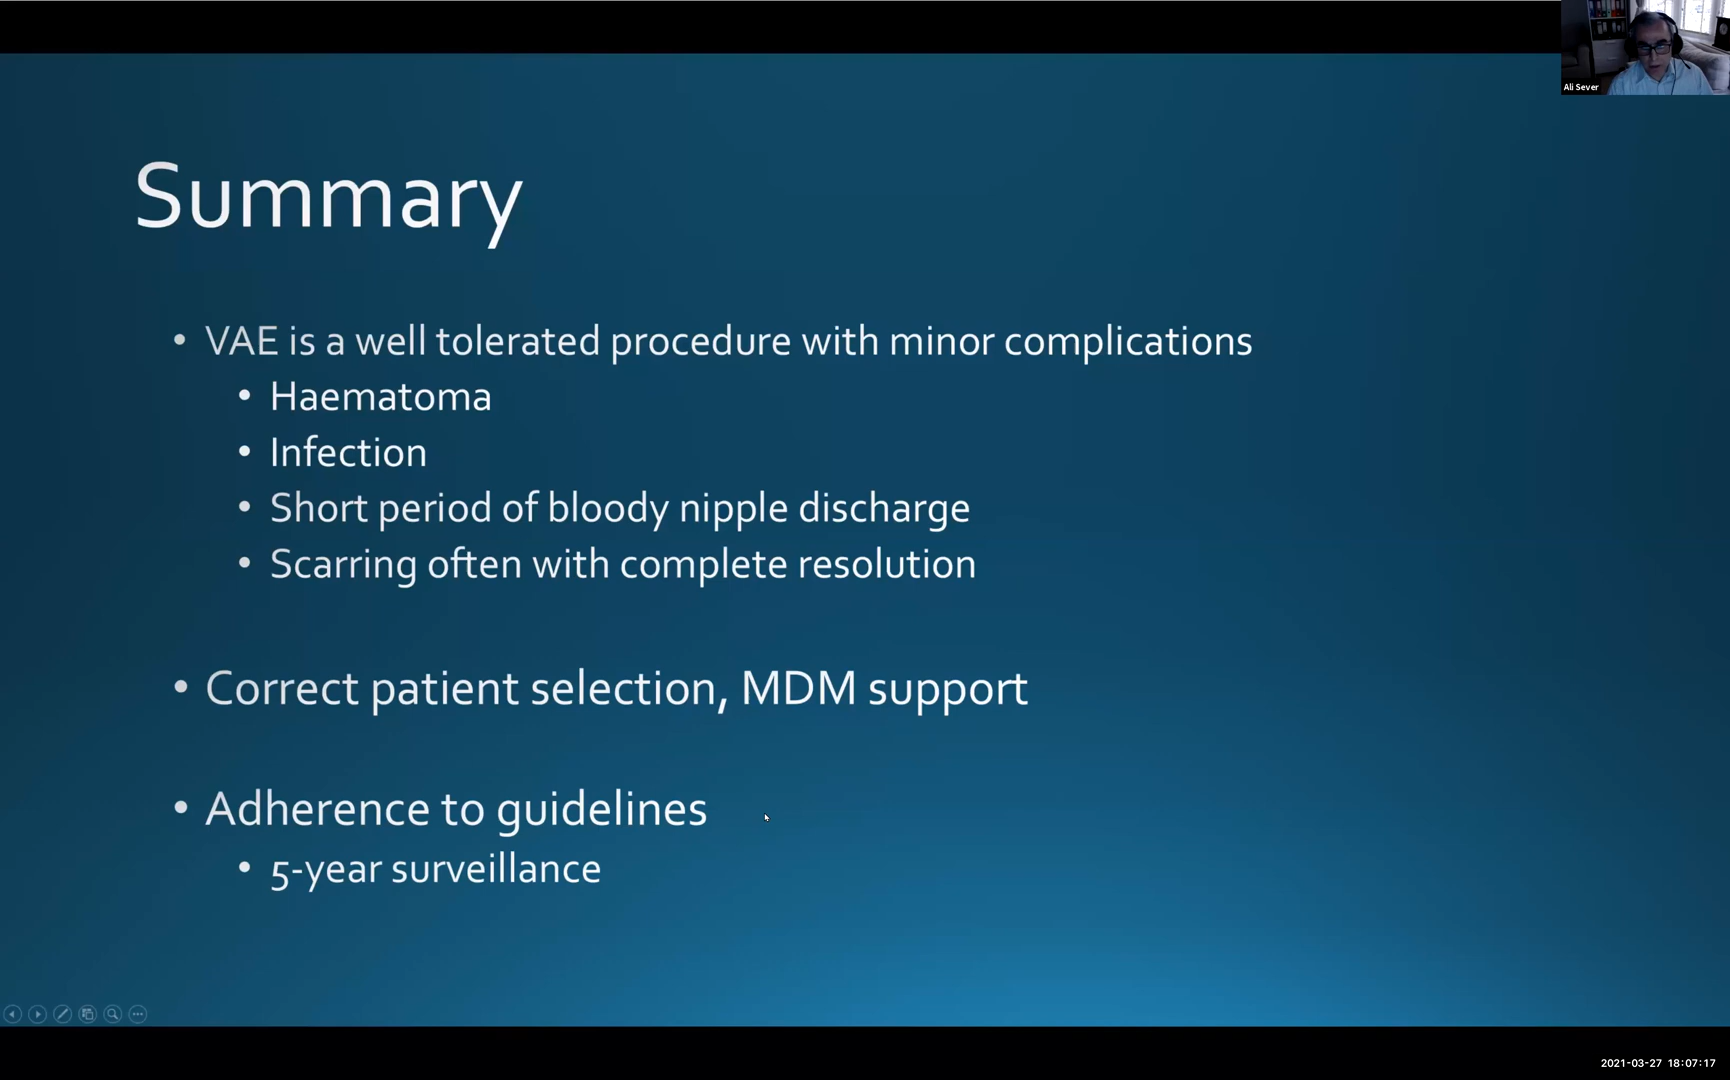 Ali Sever
Summary
• VAE is a well tolerated procedure with minor complications
• Haematoma
• Infection
• Short period of bloody nipple discharge
• Scarring often with complete resolution
• Correct patient selection, MDM support
• Adherence to guidelines
• 5-year surveillance
2021-03-27 18:07:17